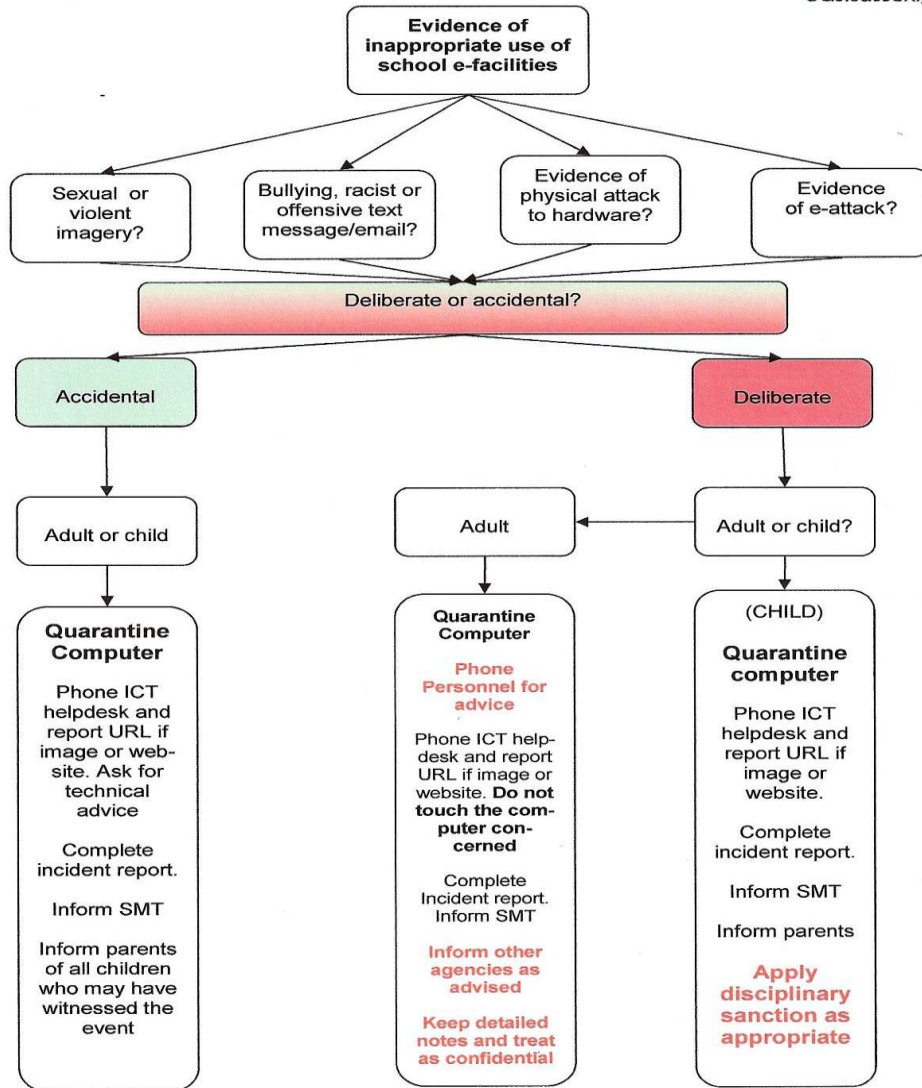 Evidence of
inappropriate use of
school e-facilities
Sexual or
violent
imagery?
Bullying, racist or
offensive text
message/email?
Evidence of
physical attack
to hardware?
Evidence
of e-attack?
Deliberate or accidental?
Accidental
Deliberate
Adult or child
Adult
Adult or child?
Quarantine
Computer
Phone ICT
helpdesk and
report URL if
image or web-
site. Ask for
technical
advice
Complete
incident report.
Inform SMT
Inform parents
of all children
who may have
witnessed the
event
Quarantine
Computer
Phone
Personnel for
advice
Phone ICT help-
desk and report
URL if image or
website. Do not
touch the com-
puter con-
cerned
Complete
Incident report.
Inform SMT
Inform other
agencies as
advised
Keep detailed
notes and treat
as confidential
(CHILD)
Quarantine
computer
Phone ICT
helpdesk and
report URL if
image or
website.
Complete
incident report.
Inform SMT
Inform parents
Apply
disciplinary
sanction as
appropriate